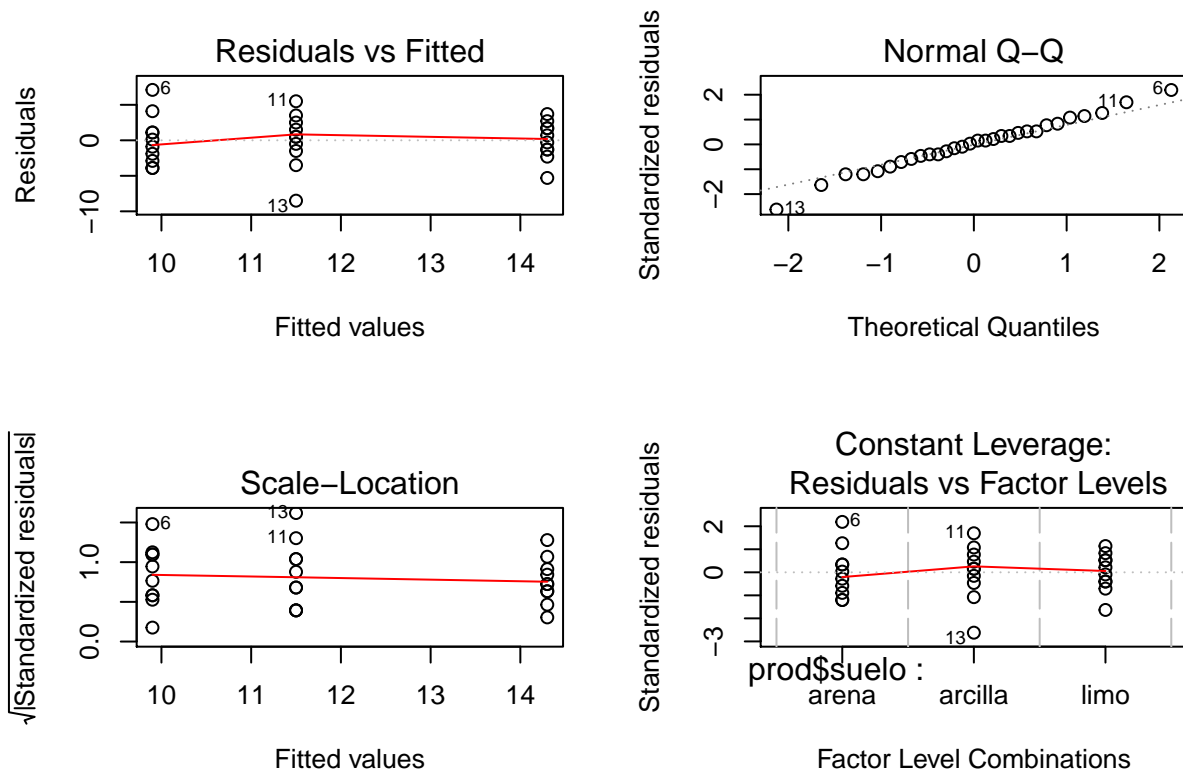 Residuals vs Fitted
Residuals
−10 0
6
11
13
10 11 12 13 14
Fitted values
Normal Q−Q
Standardized residuals
−2 0 2
11
6
13
−2 −1 0 1 2
Theoretical Quantiles
Scale−Location
√|Standardized residuals|
0.0 1.0
6
13
11
10 11 12 13 14
Fitted values
Constant Leverage:
Residuals vs Factor Levels
Standardized residuals
−3 0 2
6
11
13
prod$suelo :
arena arcilla limo
Factor Level Combinations